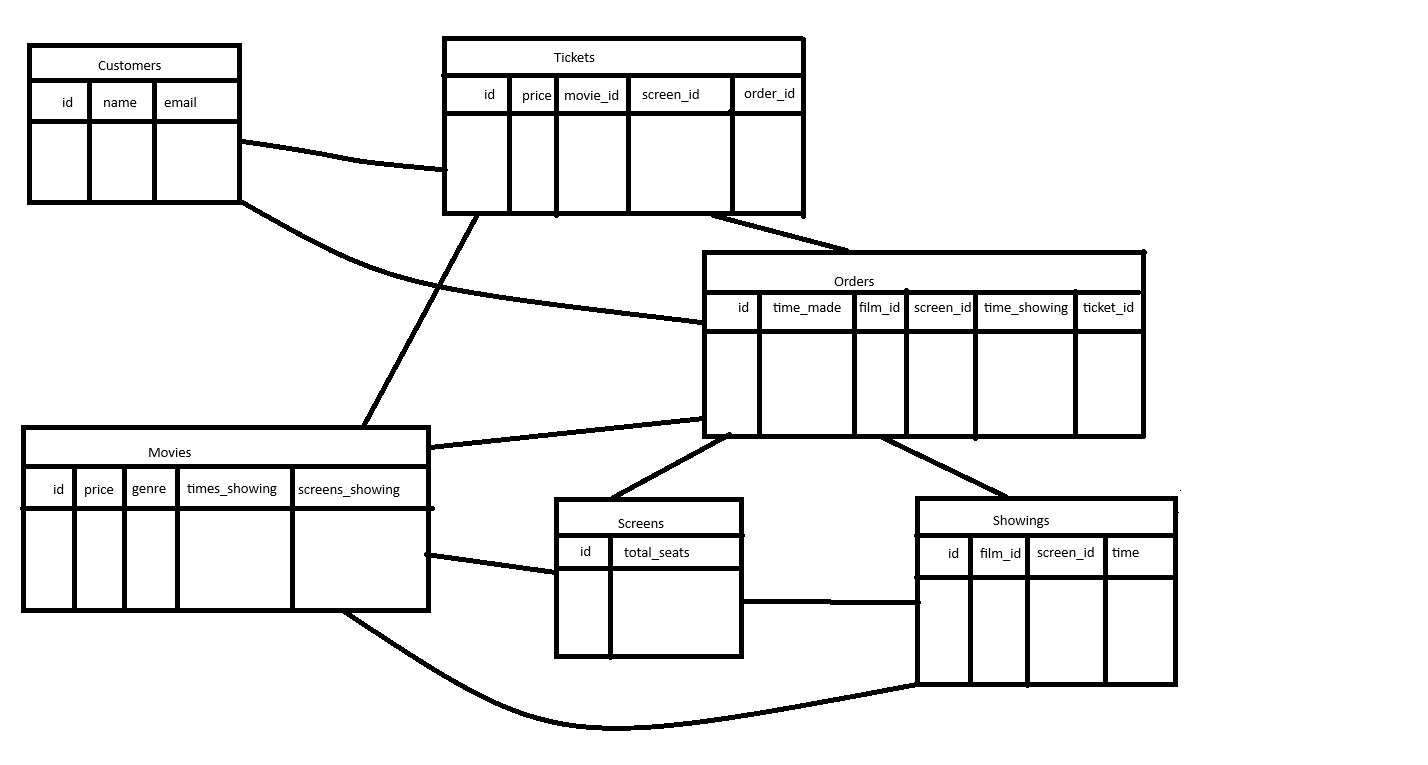 Customers
id name email
Tickets
id price movie_id screen_id order_id
Orders
id time_made film_id screen_id time_showing ticket_id
Movies
id price genre times_showing screens_showing
Screens
id total_seats
Showings
id film_id screen_id time